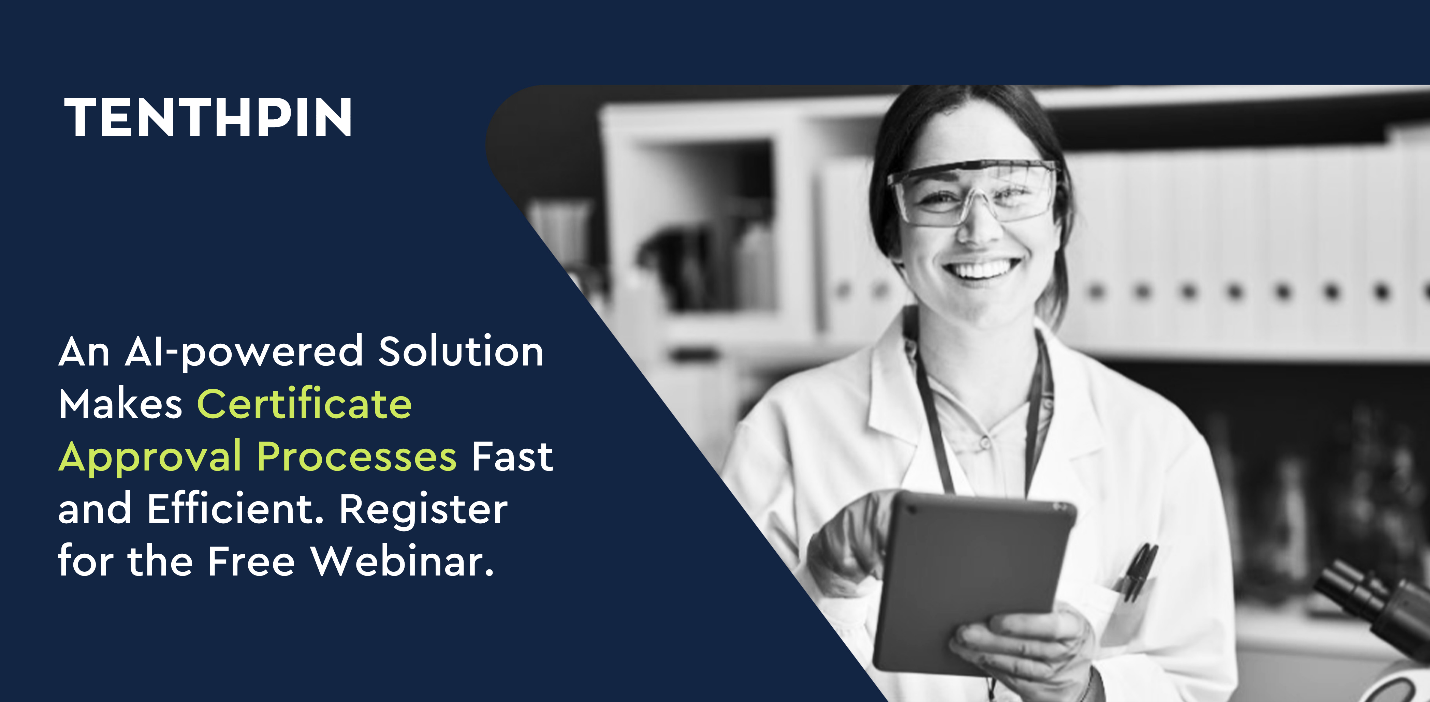 TENTHPIN
An AI-powered Solution
Makes Certificate
Approval Processes Fast
and Efficient. Register
for the Free Webinar.